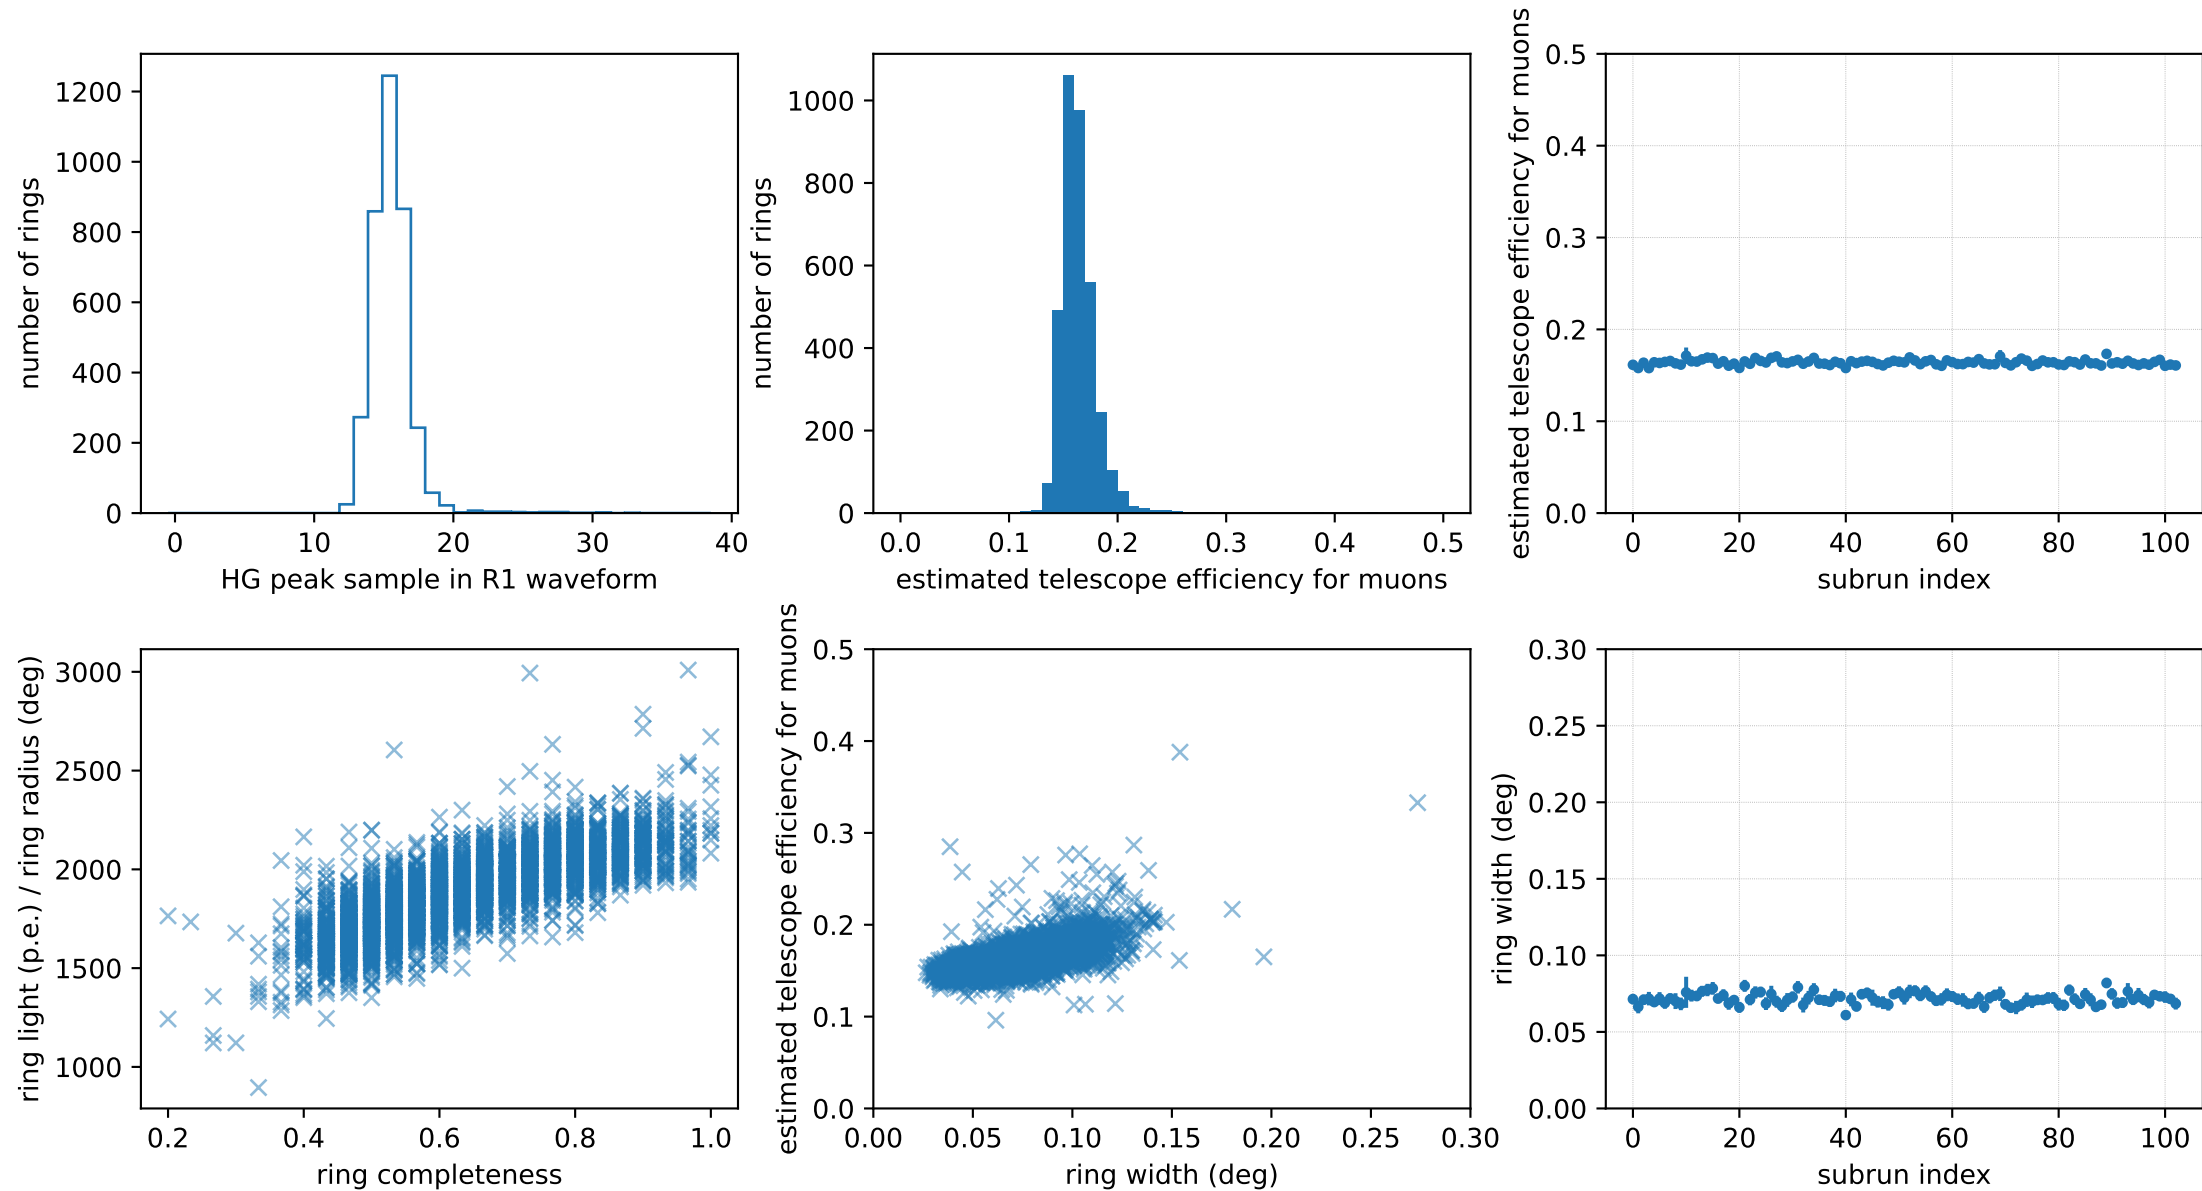 number of rings
1200
1000
800
600
400
200
0
0 10 20 30 40
HG peak sample in R1 waveform
number of rings
1000
800
600
400
200
0
0.0 0.1 0.2 0.3 0.4 0.5
estimated telescope efficiency for muons
estimated telescope efficiency for muons
0.5
0.4
0.3
0.2
0.1
0.0
0 20 40 60 80 100
subrun index
ring light (p.e.) / ring radius (deg)
3000
2500
2000
1500
1000
0.2 0.4 0.6 0.8 1.0
ring completeness
estimated telescope efficiency for muons
0.5
0.4
0.3
0.2
0.1
0.0
0.00 0.05 0.10 0.15 0.20 0.25 0.30
ring width (deg)
ring width (deg)
0.30
0.25
0.20
0.15
0.10
0.05
0.00
0 20 40 60 80 100
subrun index